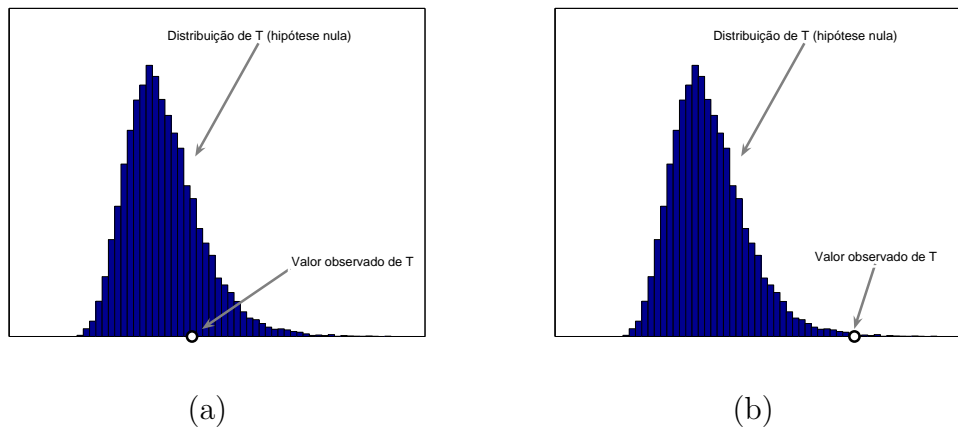 Distribuição de T (hipótese nula)
Valor observado de T
(a)
Distribuição de T (hipótese nula)
Valor observado de T
(b)